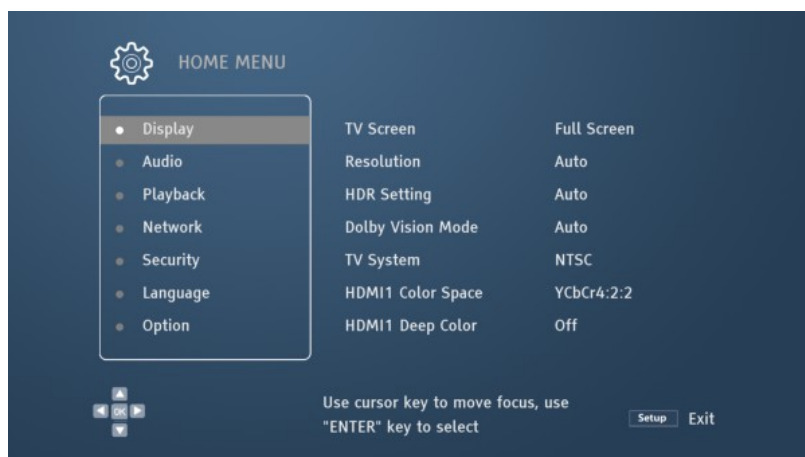 HOME MENU
Display TV Screen Full Screen
Audio Resolution Auto
Playback HDR Setting Auto
Network Dolby Vision Mode Auto
Security TV System NTSC
Language HDMI1 Color Space YCbCr4:2:2
Option HDMI1 Deep Color Off
OK
Use cursor key to move focus, use
"ENTER" key to select
Setup Exit